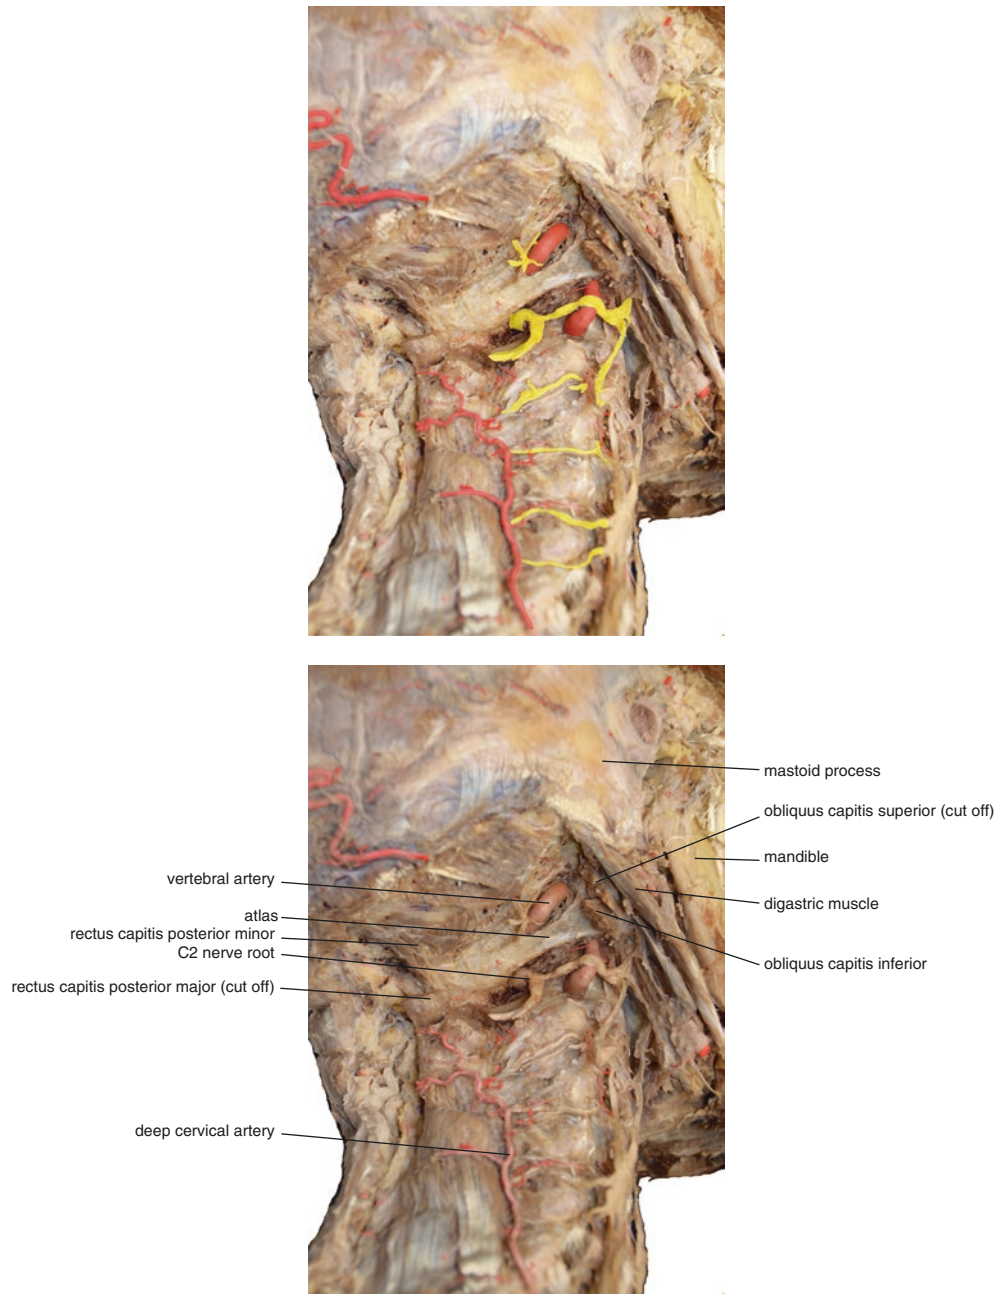 mastoid process
obliquus capitis superior (cut off)
mandible
vertebral artery
digastric muscle
atlas
rectus capitis posterior minor
C2 nerve root
obliquus capitis inferior
rectus capitis posterior major (cut off)
deep cervical artery